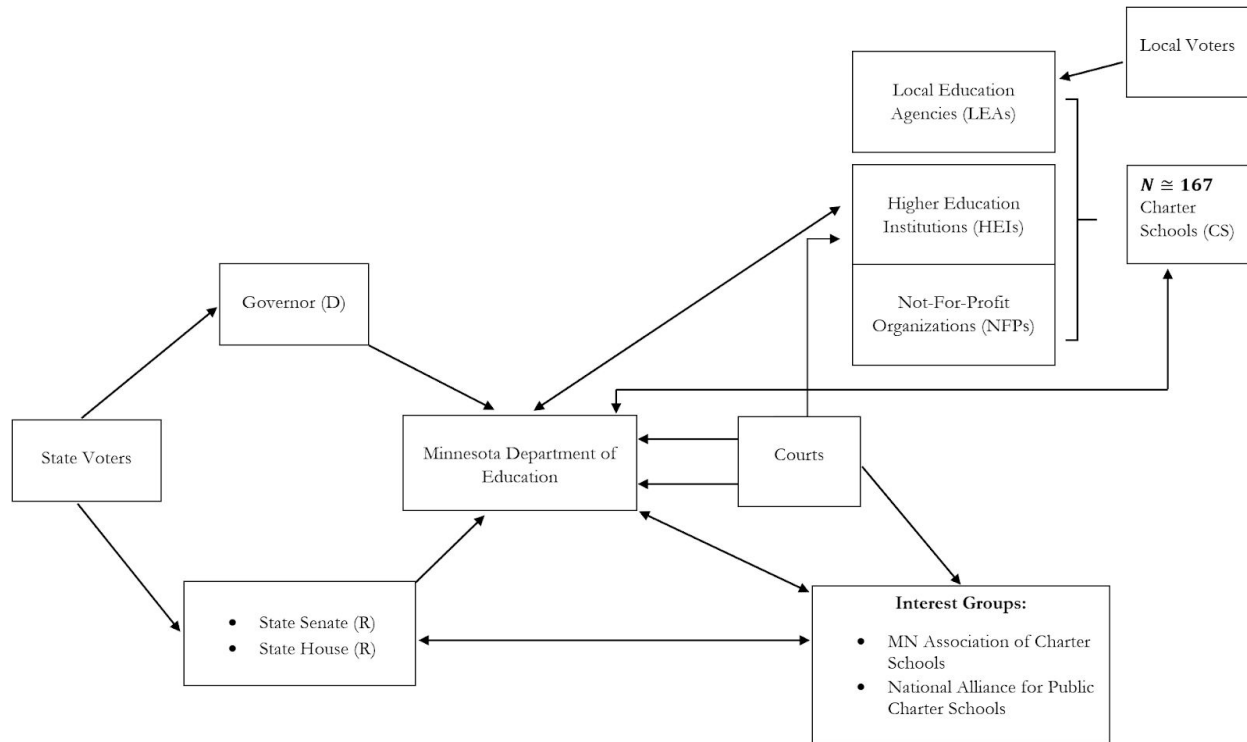 Local Voters
Local Education
Agencies (LEAs)
N ≅ 167
Charter
Schools (CS)
Higher Education
Institutions (HEIs)
Not-For-Profit
Organizations (NFPs)
Governor (D)
State Voters
Minnesota Department of
Education
Courts
• State Senate (R)
• State House (R)
Interest Groups:
• MN Association of Charter
Schools
• National Alliance for Public
Charter Schools